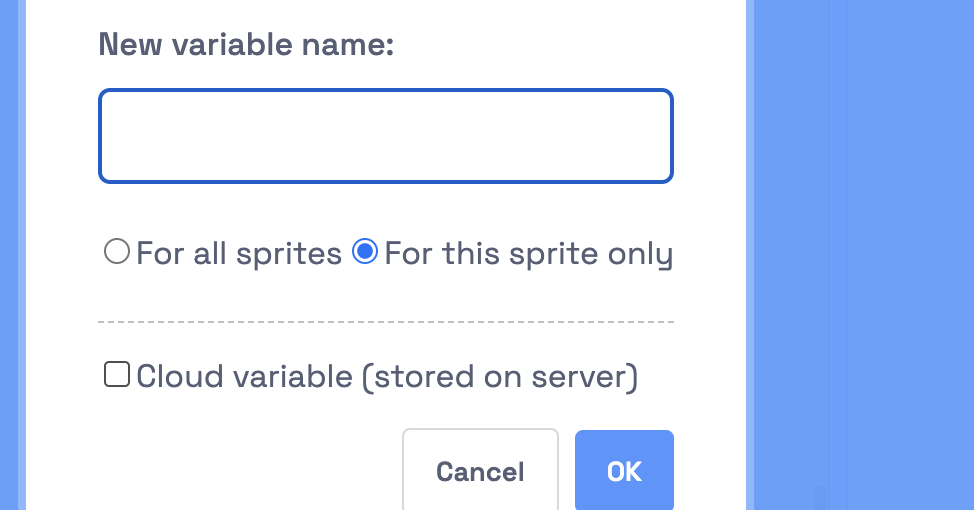 New variable name:
For all sprites For this sprite only
Cloud variable (stored on server)
Cancel OK